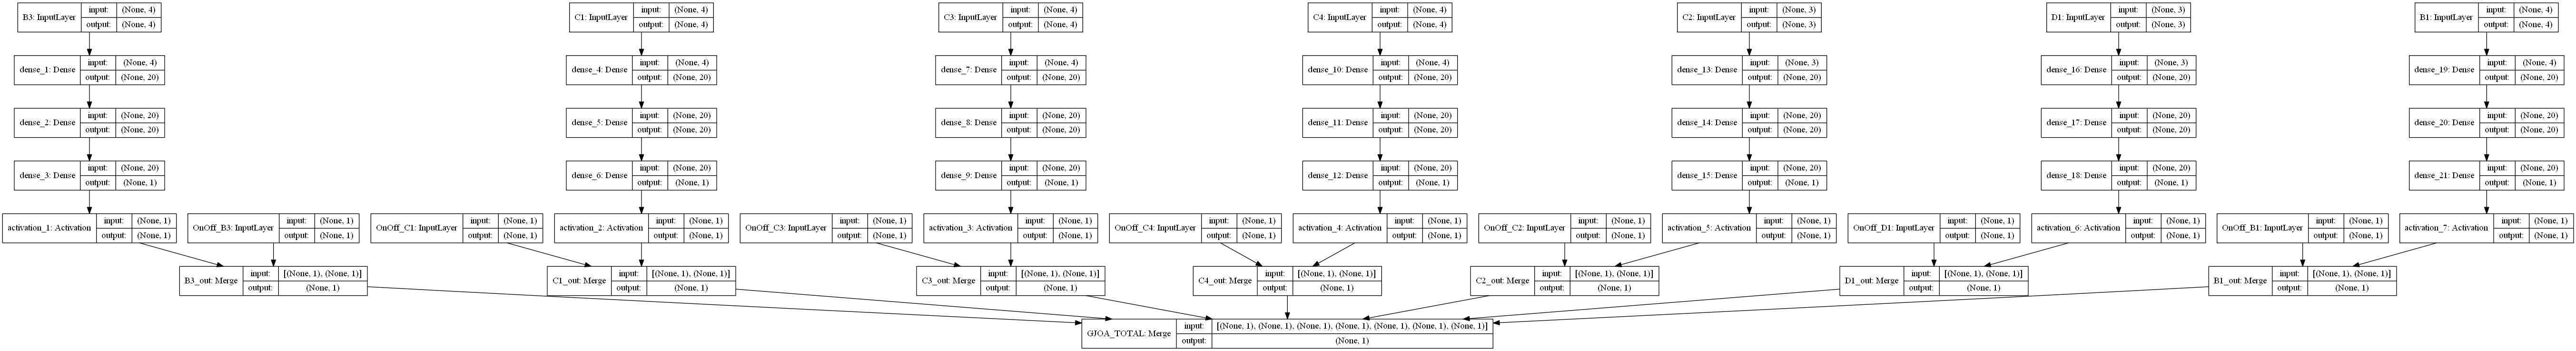 B3: InputLayer input: (None, 4) output: (None, 4)
C1: InputLayer input: (None, 4) output: (None, 4)
C3: InputLayer input: (None, 4) output: (None, 4)
C4: InputLayer input: (None, 4) output: (None, 4)
C2: InputLayer input: (None, 3) output: (None, 3)
D1: InputLayer input: (None, 3) output: (None, 3)
B1: InputLayer input: (None, 4) output: (None, 4)
dense_1: Dense input: (None, 4) output: (None, 20)
dense_4: Dense input: (None, 4) output: (None, 20)
dense_7: Dense input: (None, 4) output: (None, 20)
dense_10: Dense input: (None, 4) output: (None, 20)
dense_13: Dense input: (None, 3) output: (None, 20)
dense_16: Dense input: (None, 3) output: (None, 20)
dense_19: Dense input: (None, 4) output: (None, 20)
dense_2: Dense input: (None, 20) output: (None, 20)
dense_5: Dense input: (None, 20) output: (None, 20)
dense_8: Dense input: (None, 20) output: (None, 20)
dense_11: Dense input: (None, 20) output: (None, 20)
dense_14: Dense input: (None, 20) output: (None, 20)
dense_17: Dense input: (None, 20) output: (None, 20)
dense_20: Dense input: (None, 20) output: (None, 20)
dense_3: Dense input: (None, 20) output: (None, 1)
dense_6: Dense input: (None, 20) output: (None, 1)
dense_9: Dense input: (None, 20) output: (None, 1)
dense_12: Dense input: (None, 20) output: (None, 1)
dense_15: Dense input: (None, 20) output: (None, 1)
dense_18: Dense input: (None, 20) output: (None, 1)
dense_21: Dense input: (None, 20) output: (None, 1)
activation_1: Activation input: (None, 1) output: (None, 1)
OnOff_B3: InputLayer input: (None, 1) output: (None, 1)
OnOff_C1: InputLayer input: (None, 1) output: (None, 1)
activation_2: Activation input: (None, 1) output: (None, 1)
OnOff_C3: InputLayer input: (None, 1) output: (None, 1)
activation_3: Activation input: (None, 1) output: (None, 1)
OnOff_C4: InputLayer input: (None, 1) output: (None, 1)
activation_4: Activation input: (None, 1) output: (None, 1)
OnOff_C2: InputLayer input: (None, 1) output: (None, 1)
activation_5: Activation input: (None, 1) output: (None, 1)
OnOff_D1: InputLayer input: (None, 1) output: (None, 1)
activation_6: Activation input: (None, 1) output: (None, 1)
OnOff_B1: InputLayer input: (None, 1) output: (None, 1)
activation_7: Activation input: (None, 1) output: (None, 1)
B3_out: Merge input: [(None, 1), (None, 1)] output: (None, 1)
C1_out: Merge input: [(None, 1), (None, 1)] output: (None, 1)
C3_out: Merge input: [(None, 1), (None, 1)] output: (None, 1)
C4_out: Merge input: [(None, 1), (None, 1)] output: (None, 1)
C2_out: Merge input: [(None, 1), (None, 1)] output: (None, 1)
D1_out: Merge input: [(None, 1), (None, 1)] output: (None, 1)
B1_out: Merge input: [(None, 1), (None, 1)] output: (None, 1)
GJOA_TOTAL: Merge input: [(None, 1), (None, 1), (None, 1), (None, 1), (None, 1), (None, 1), (None, 1)] output: (None, 1)